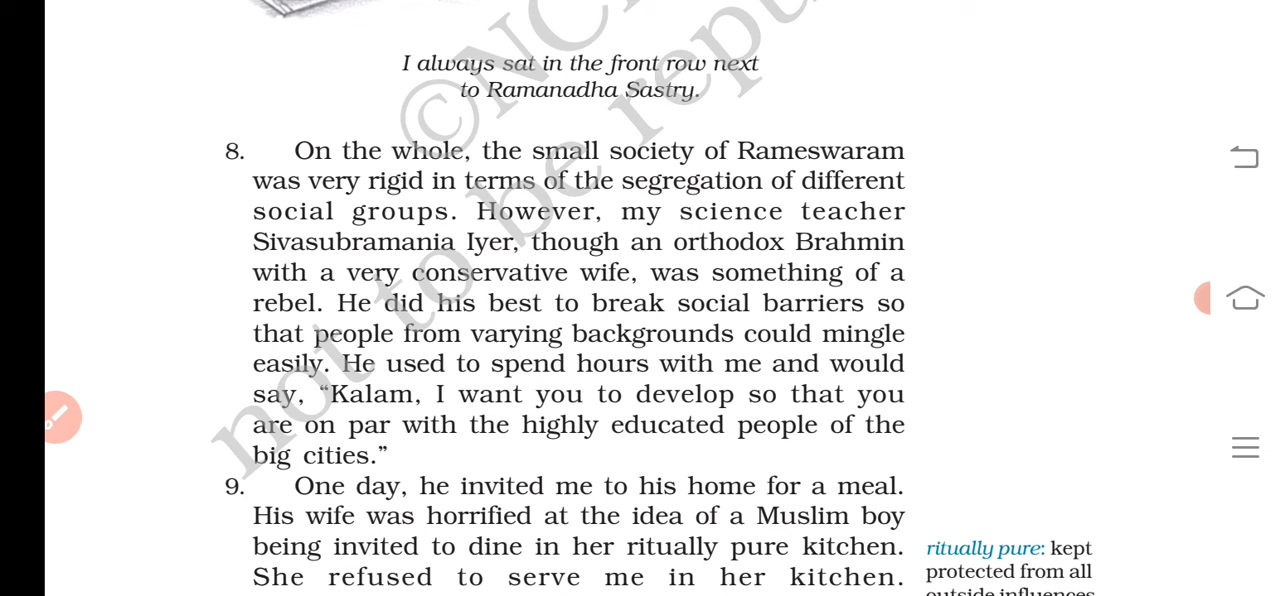 I always sat in the front row next
to Ramanadha Sastry.
8. On the whole, the small society of Rameswaram
was very rigid in terms of the segregation of different
social groups. However, my science teacher
Sivasubramania Iyer, though an orthodox Brahmin
with a very conservative wife, was something of a
rebel. He did his best to break social barriers so
that people from varying backgrounds could mingle
easily. He used to spend hours with me and would
say, “Kalam, I want you to develop so that you
are on par with the highly educated people of the
big cities.”
9. One day, he invited me to his home for a meal.
His wife was horrified at the idea of a Muslim boy
being invited to dine in her ritually pure kitchen.
She refused to serve me in her kitchen.
ritually pure: kept
protected from all
outside influences
©NC
not to be repu